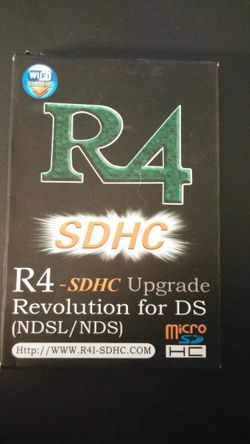 WiFi
R4
SDHC
R4 -SDHC Upgrade
Revolution for DS
(NDSL/NDS)
micro
SD
HC
Http://WWW.R4I-SDHC.COM